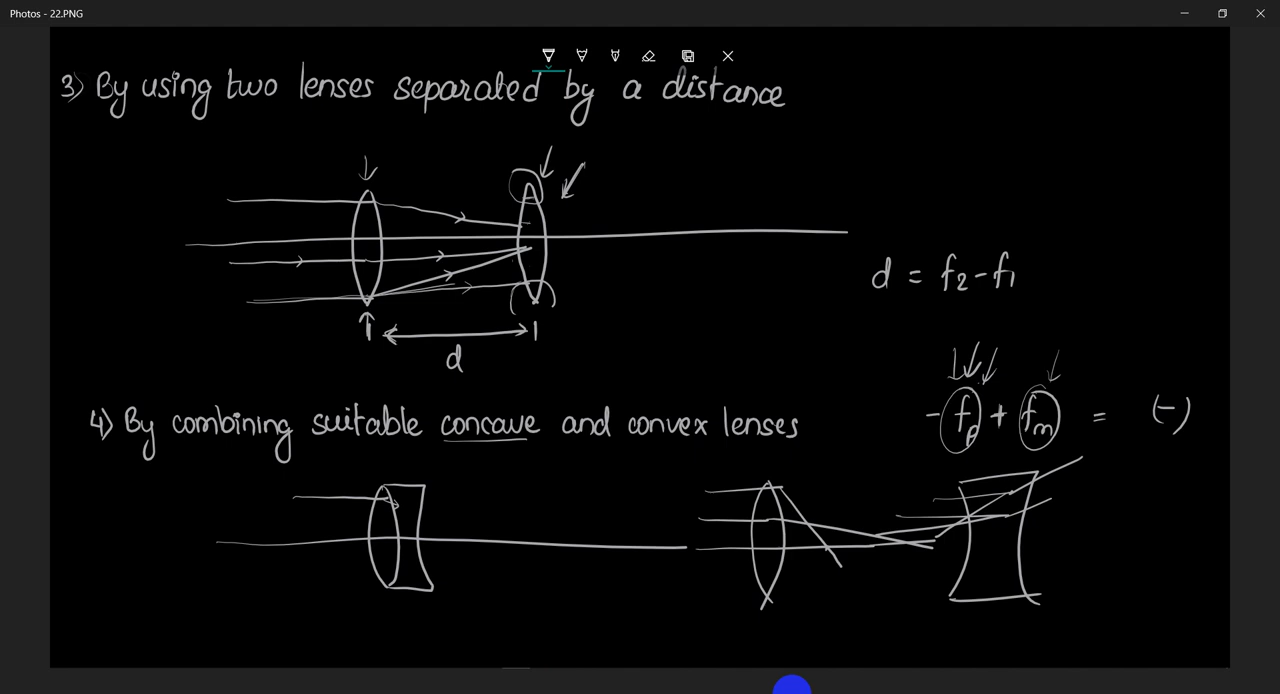 Photos - 22.PNG
3) By using two lenses separated by a distance
d = f2 - f1
d
- fp + fm = (-)
4) By combining suitable concave and convex lenses